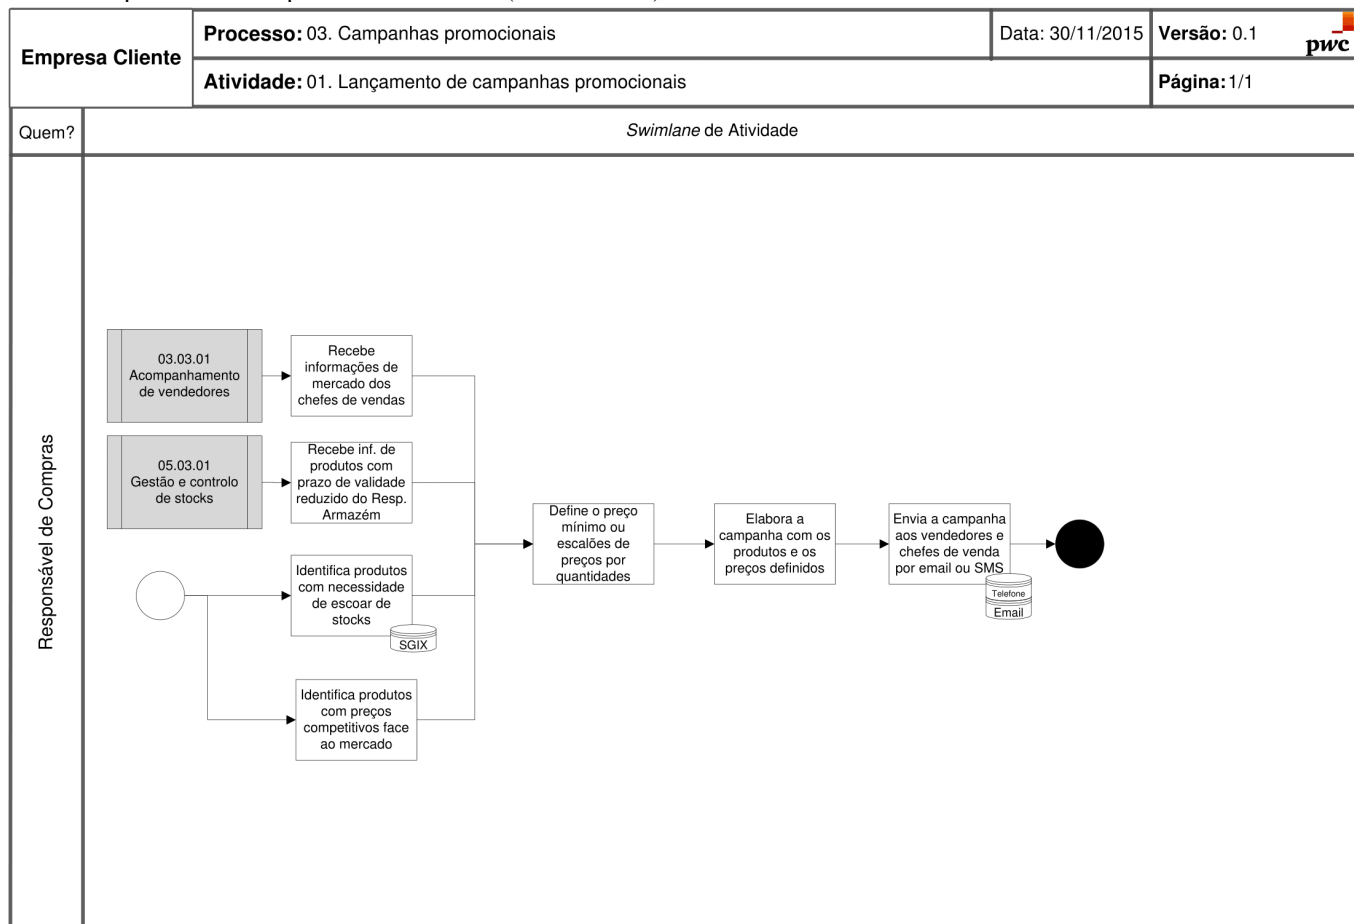 Empresa Cliente
Processo: 03. Campanhas promocionais
Data: 30/11/2015
Versão: 0.1
pwc
Atividade: 01. Lançamento de campanhas promocionais
Página: 1/1
Quem?
Swimlane de Atividade
Responsável de Compras
03.03.01
Acompanhamento
de vendedores
Recebe
informações de
mercado dos
chefes de vendas
05.03.01
Gestão e controlo
de stocks
Recebe inf. de
produtos com
prazo de validade
reduzido do Resp.
Armazém
Identifica produtos
com necessidade
de escoar de
stocks
SGIX
Identifica produtos
com preços
competitivos face
ao mercado
Define o preço
mínimo ou
escalões de
preços por
quantidades
Elabora a
campanha com os
produtos e os
preços definidos
Envia a campanha
aos vendedores e
chefes de venda
por email ou SMS
Telefone
Email